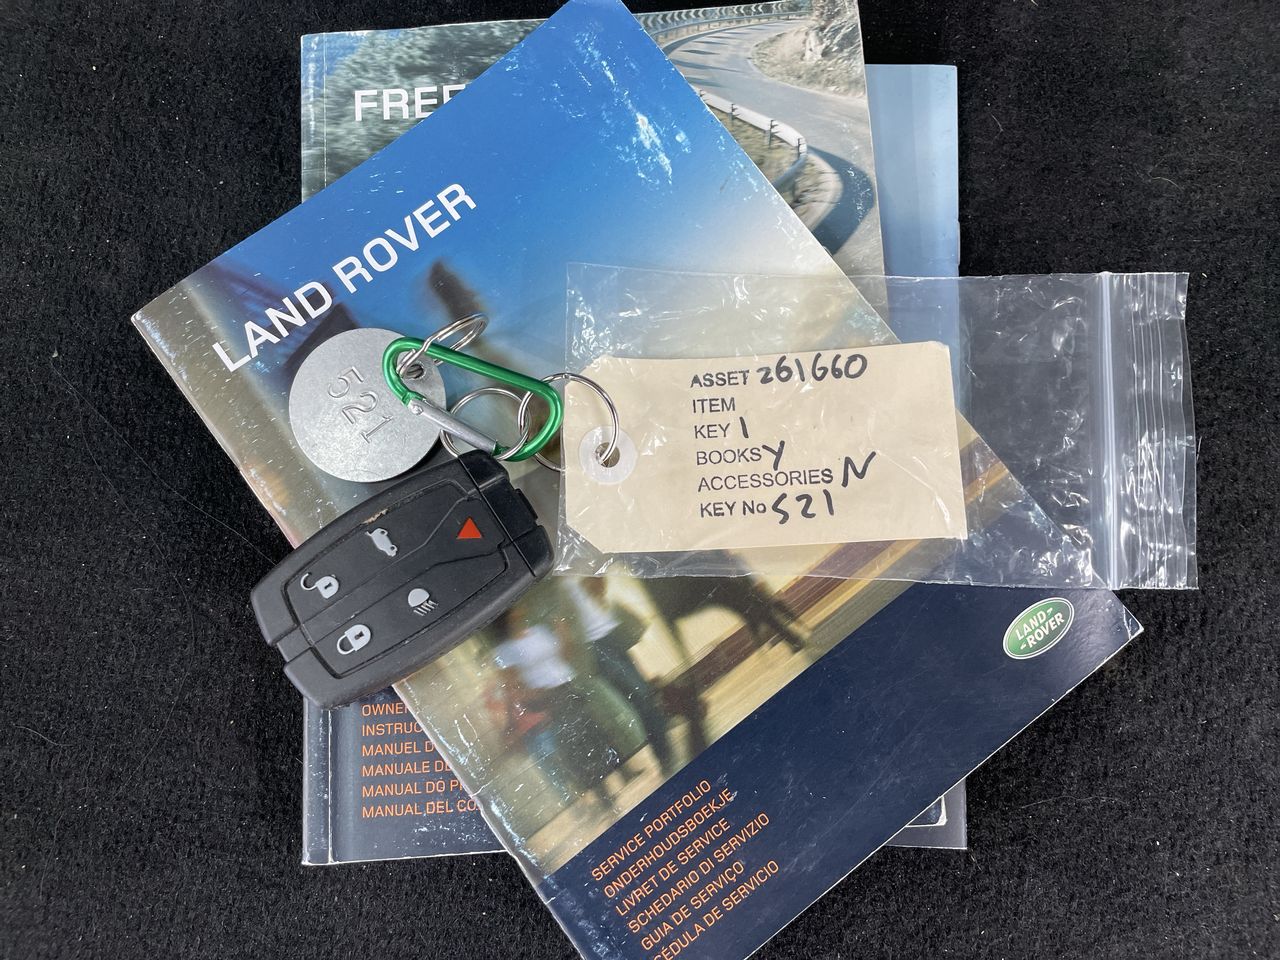 FREE
LAND ROVER
521
ASSET 261660
ITEM
KEY 1
BOOKS Y
ACCESSORIES N
KEY No 521
LAND-
-ROVER
OWNE
INSTRUC
MANUEL D
MANUALE DE
MANUAL DO P
MANUAL DEL CO
SERVICE PORTFOLIO
ONDERHOUDSBOEKJE
LIVRET DE SERVICE
SCHEDARIO DI SERVIZIO
GUIA DE SERVIÇO
CÉDULA DE SERVICIO